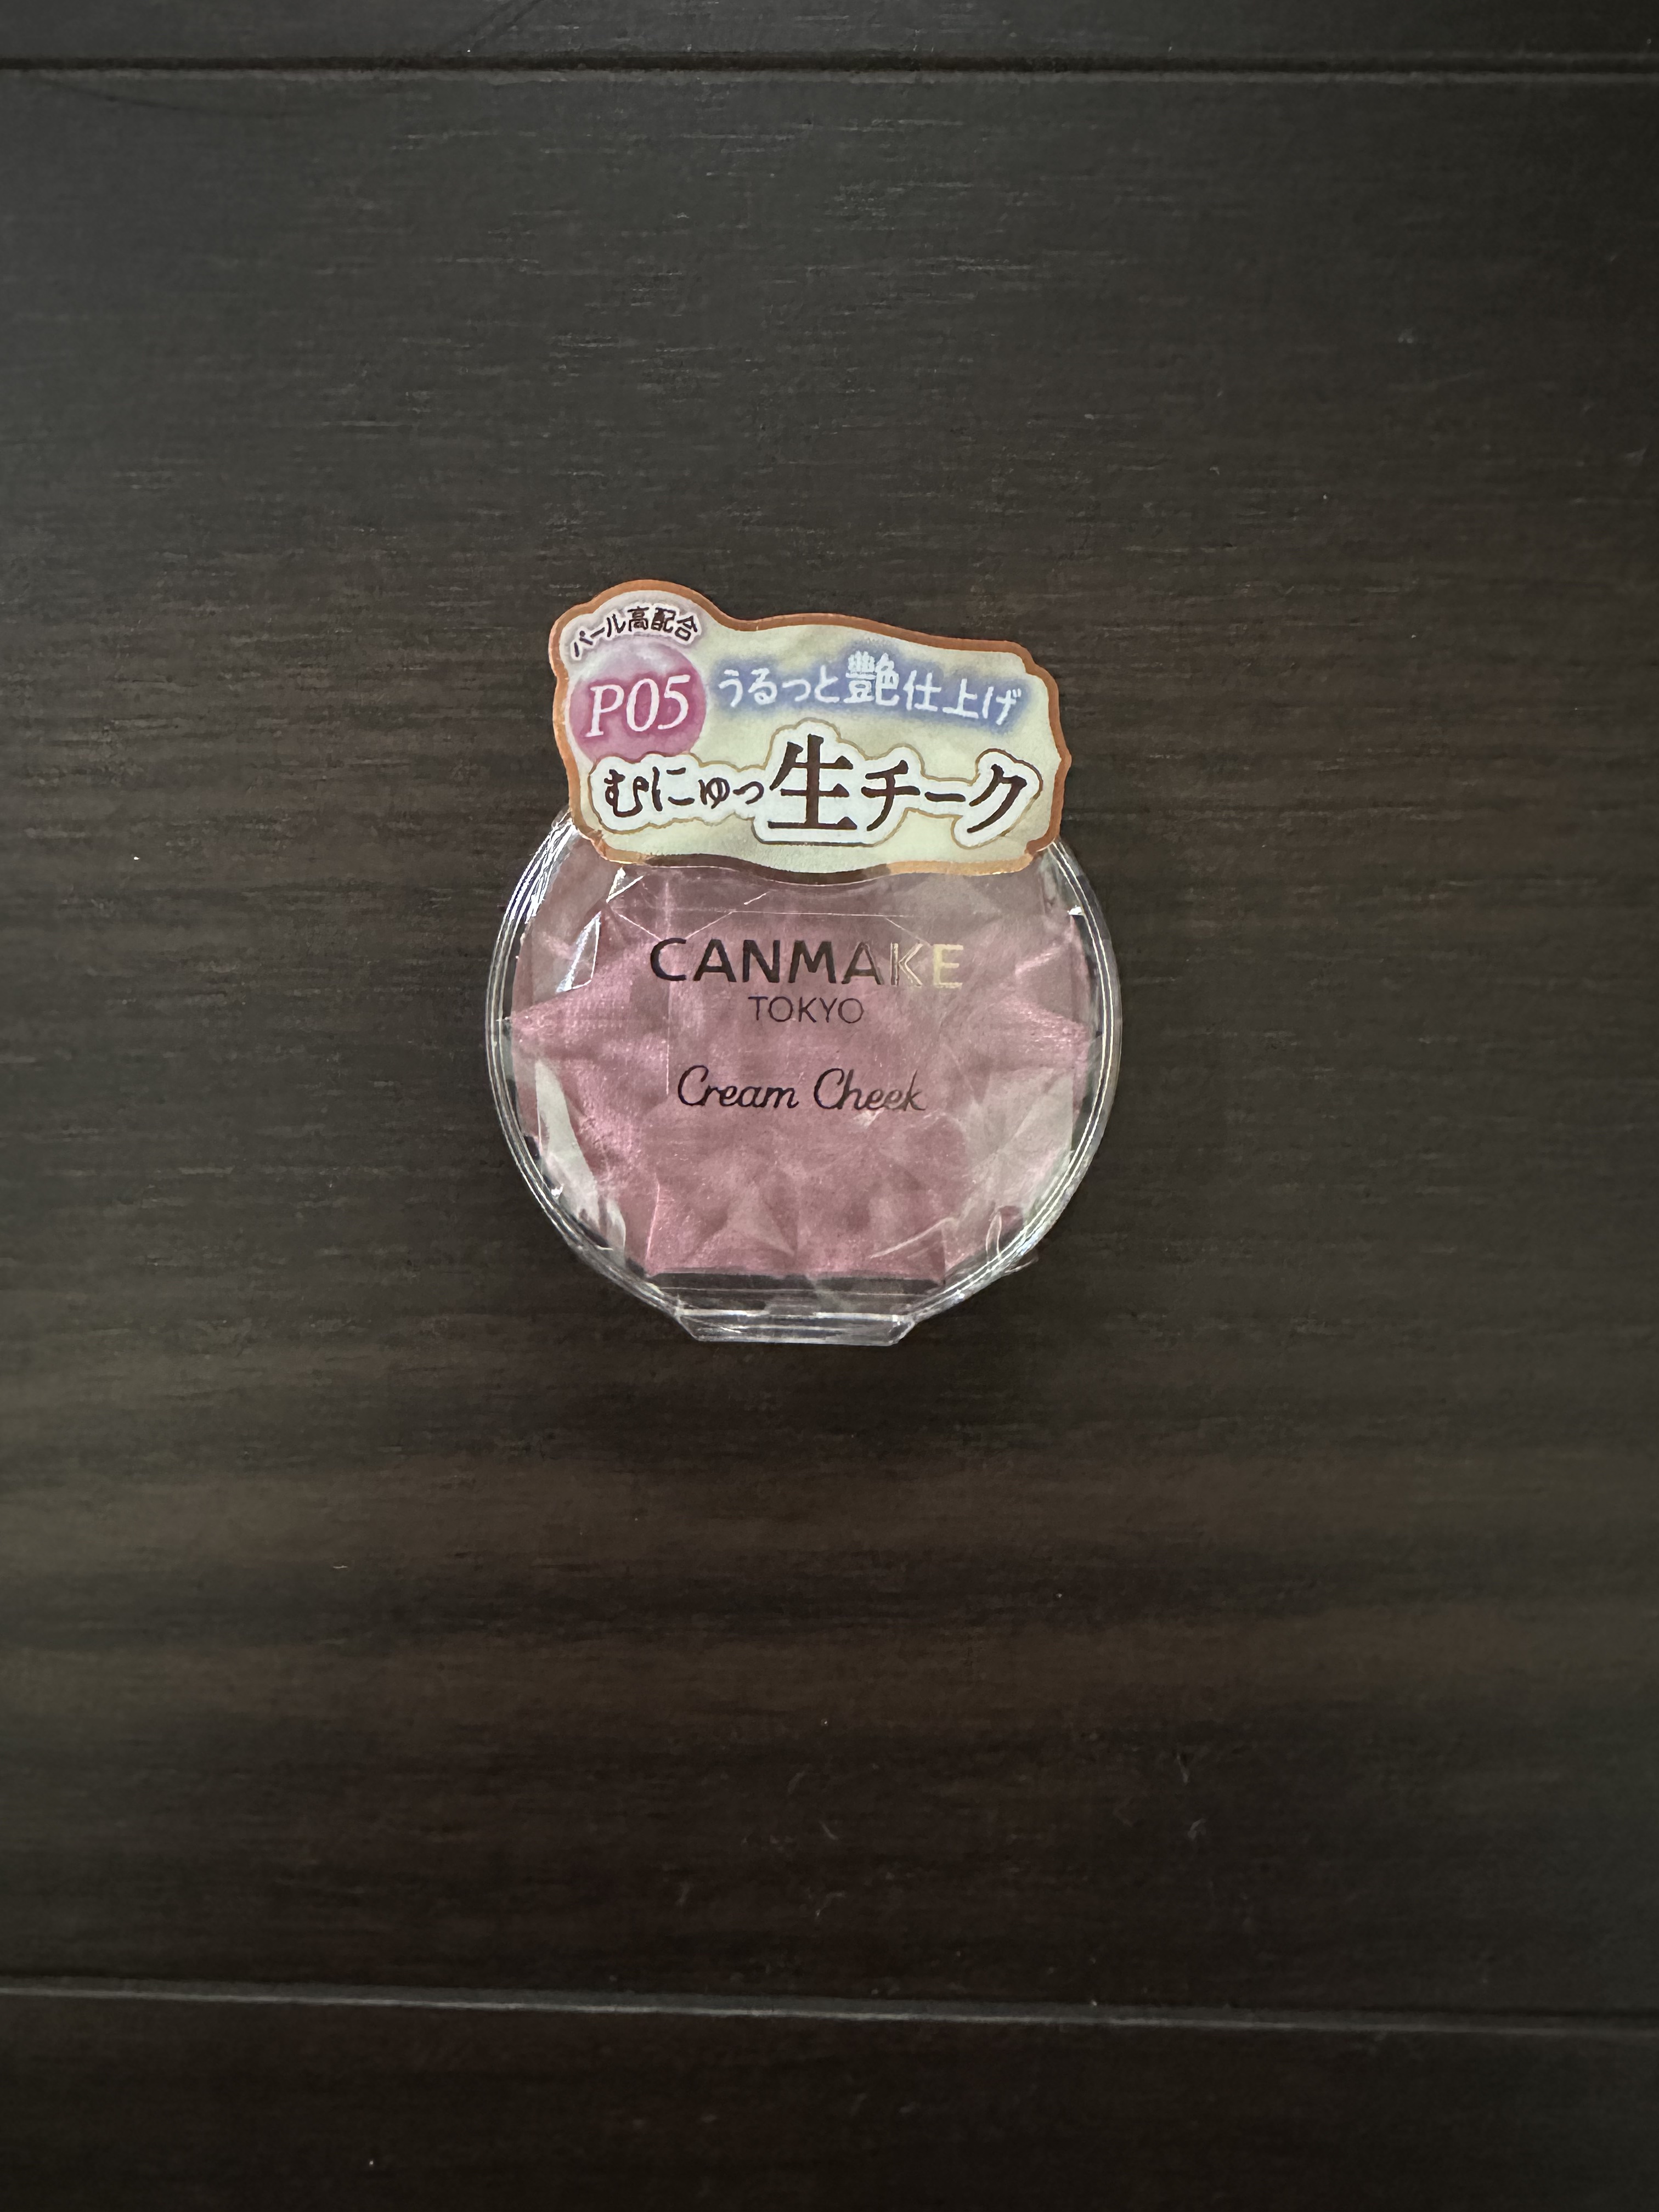 パール高配合
P05
うるっと艶仕上げ
むにゅっ生チーク
CANMAKE
TOKYO
Cream Cheek